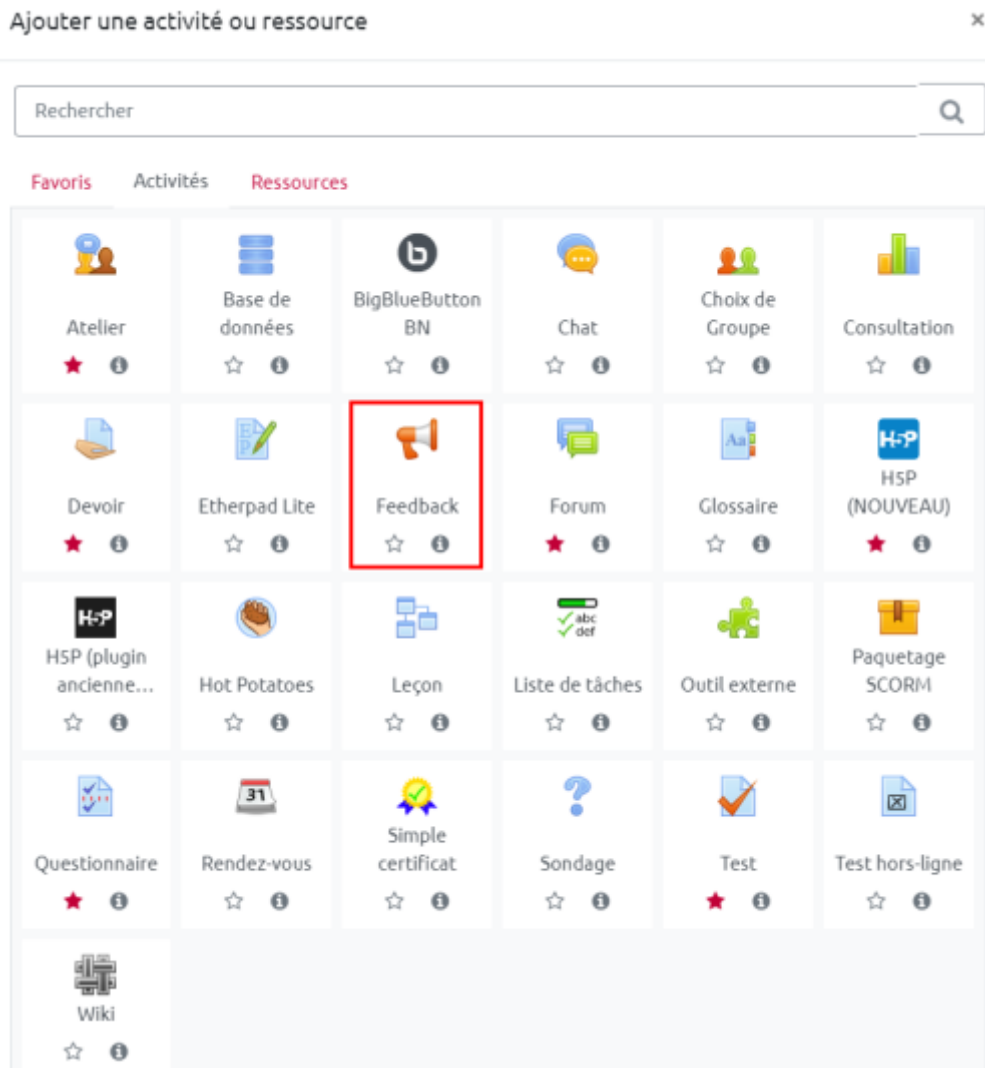 Ajouter une activité ou ressource ×
Rechercher
Favoris Activités Ressources
Atelier
Base de
données
BigBlueButton
BN
Chat
Choix de
Groupe
Consultation
Devoir
EP
Etherpad Lite
Feedback
Forum
Aa
Glossaire
H5P
H5P
(NOUVEAU)
H5P
H5P (plugin
ancienne...
Hot Potatoes
Leçon
abc
def
Liste de tâches
Outil externe
Paquetage
SCORM
Questionnaire
31
Rendez-vous
Simple
certificat
?
Sondage
Test
Test hors-ligne
Wiki